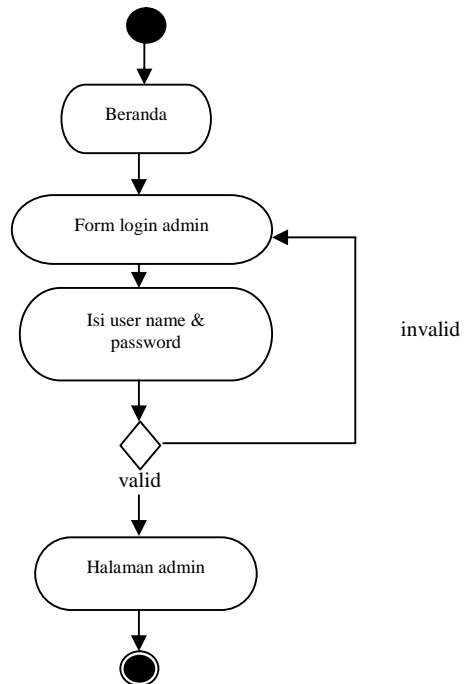 Beranda
Form login admin
Isi user name &
password
invalid
valid
Halaman admin